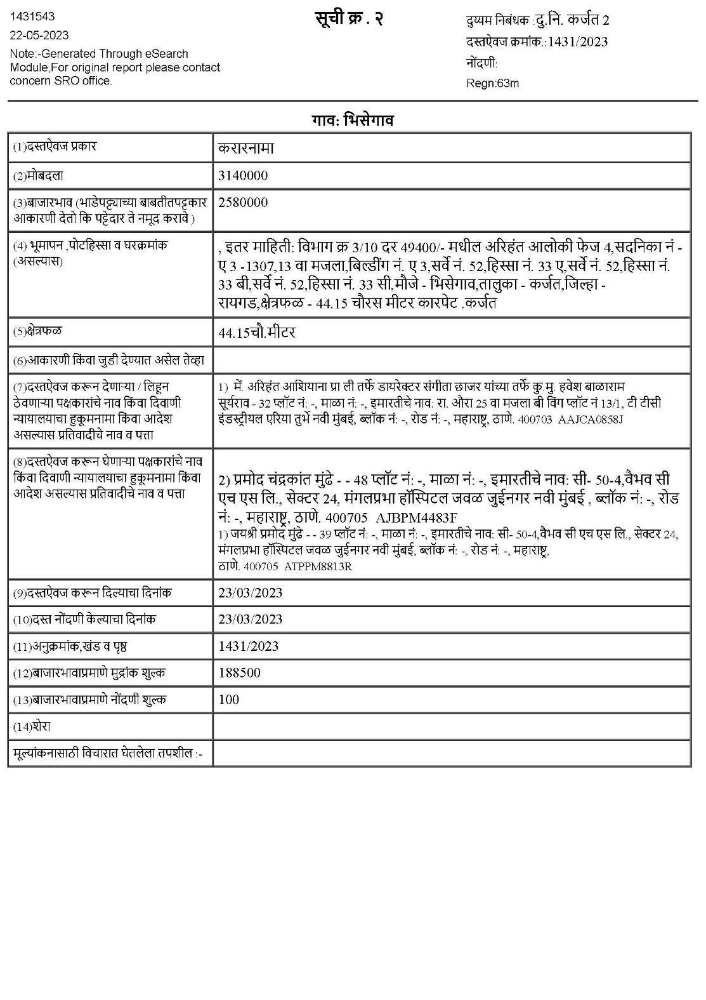 1431543
22-05-2023
Note:-Generated Through eSearch
Module,For original report please contact
concern SRO office.
सूची क्र . २
दुय्यम निबंधक :दु.नि. कर्जत 2
दस्तऐवज क्रमांक.:1431/2023
नोंदणी:
Regn:63m
गाव: भिसेगाव
(1)दस्तऐवज प्रकार
करारनामा
(2)मोबदला
3140000
(3)बाजारभाव (भाडेपट्ट्याच्या बाबतीतपट्टकार
आकारणी देतो कि पट्टेदार ते नमूद करावे )
2580000
(4) भूमापन ,पोटहिस्सा व घरक्रमांक
(असल्यास)
, इतर माहिती: विभाग क्र 3/10 दर 49400/- मधील अरिहंत आलोकी फेज 4,सदनिका नं -
ए 3 -1307,13 वा मजला,बिल्डींग नं. ए 3,सर्वे नं. 52,हिस्सा नं. 33 ए,सर्वे नं. 52,हिस्सा नं.
33 बी,सर्वे नं. 52,हिस्सा नं. 33 सी,मौजे - भिसेगाव,तालुका - कर्जत,जिल्हा -
रायगड,क्षेत्रफळ - 44.15 चौरस मीटर कारपेट .कर्जत
(5)क्षेत्रफळ
44.15चौ.मीटर
(6)आकारणी किंवा जुडी देण्यात असेल तेव्हा
(7)दस्तऐवज करून देणाऱ्या / लिहून
ठेवणाऱ्या पक्षकारांचे नाव किंवा दिवाणी
न्यायालयाचा हुकूमनामा किंवा आदेश
असल्यास प्रतिवादीचे नाव व पत्ता
1) में. अरिहंत आशियाना प्रा ली तर्फे डायरेक्टर संगीता छाजर यांच्या तर्फे कु.मु. हवेश बाळाराम
सूर्यराव - 32 प्लॉट नं: -, माळा नं: -, इमारतीचे नाव: रा. औरा 25 वा मजला बी विंग प्लॉट नं 13/1, टी टीसी
इंडस्ट्रीयल एरिया तुर्भे नवी मुंबई, ब्लॉक नं: -, रोड नं: -, महाराष्ट्र, ठाणे. 400703 AAJCA0858J
(8)दस्तऐवज करून घेणाऱ्या पक्षकारांचे नाव
किंवा दिवाणी न्यायालयाचा हुकूमनामा किंवा
आदेश असल्यास प्रतिवादीचे नाव व पत्ता
2) प्रमोद चंद्रकांत मुंढे - - 48 प्लॉट नं: -, माळा नं: -, इमारतीचे नाव: सी- 50-4,वैभव सी
एच एस लि., सेक्टर 24, मंगलप्रभा हॉस्पिटल जवळ जुईनगर नवी मुंबई , ब्लॉक नं: -, रोड
नं: -, महाराष्ट्र, ठाणे. 400705 AJBPM4483F
1) जयश्री प्रमोद मुंढे - - 39 प्लॉट नं: -, माळा नं: -, इमारतीचे नाव: सी- 50-4,वैभव सी एच एस लि., सेक्टर 24,
मंगलप्रभा हॉस्पिटल जवळ जुईनगर नवी मुंबई, ब्लॉक नं: -, रोड नं: -, महाराष्ट्र,
ठाणे. 400705 ATPPM8813R
(9)दस्तऐवज करून दिल्याचा दिनांक
23/03/2023
(10)दस्त नोंदणी केल्याचा दिनांक
23/03/2023
(11)अनुक्रमांक,खंड व पृष्ठ
1431/2023
(12)बाजारभावाप्रमाणे मुद्रांक शुल्क
188500
(13)बाजारभावाप्रमाणे नोंदणी शुल्क
100
(14)शेरा
मूल्यांकनासाठी विचारात घेतलेला तपशील :-